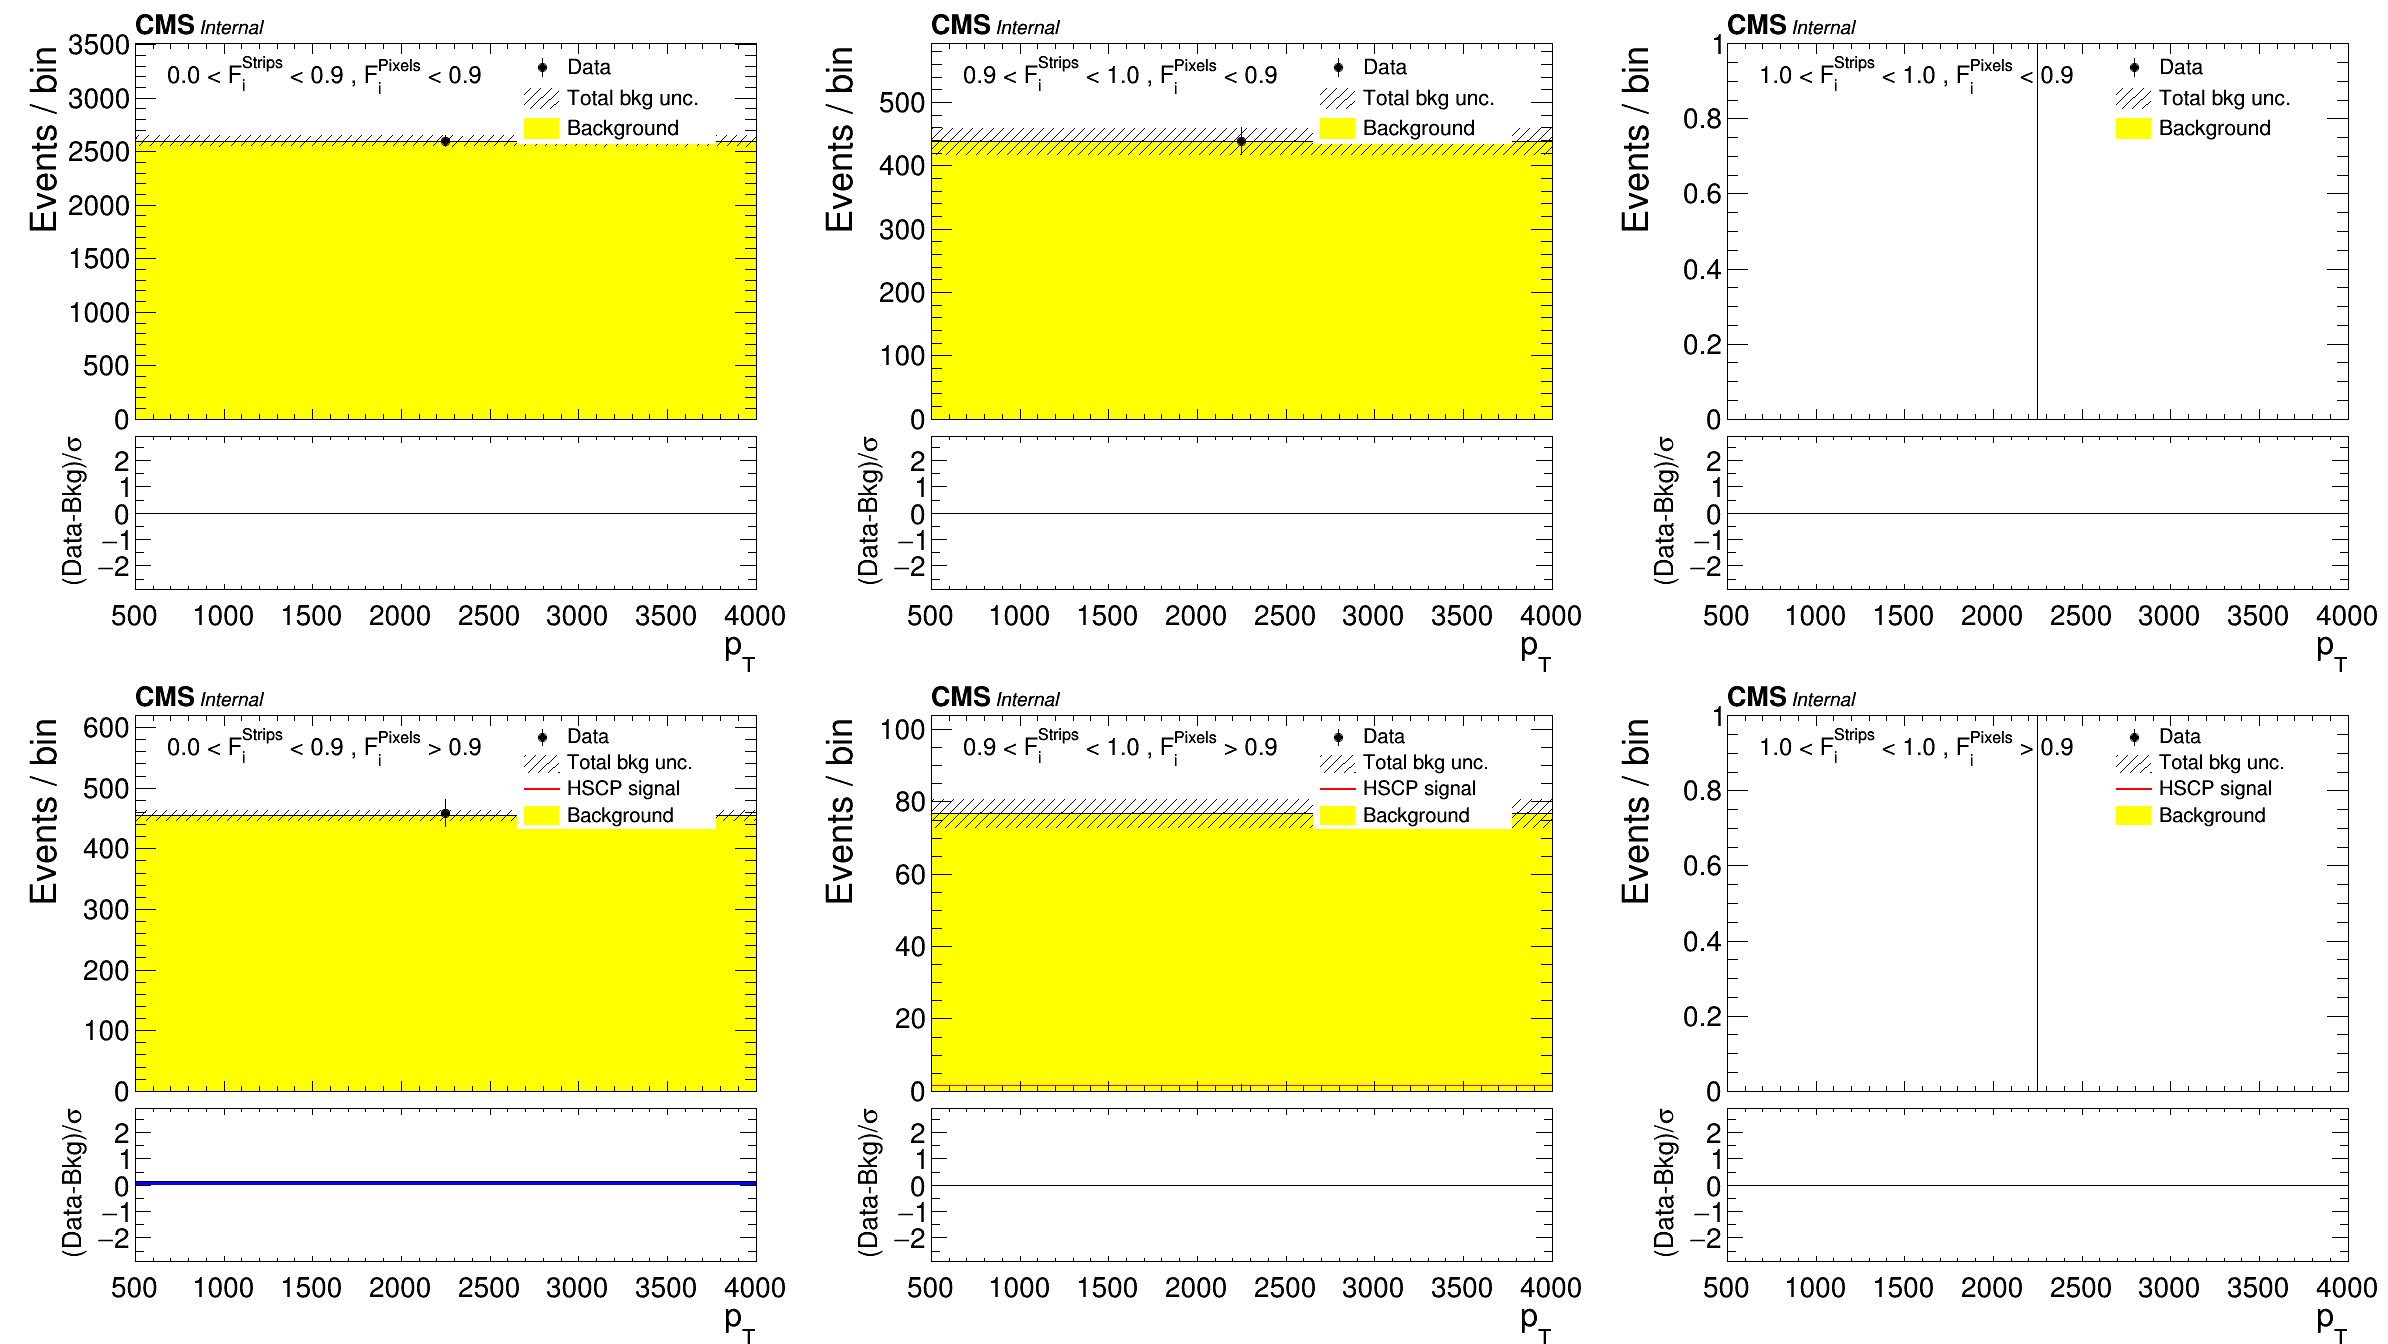 CMS Internal
0.0 < F_i^Strips < 0.9 , F_i^Pixels < 0.9
Data
Total bkg unc.
Background
Events / bin
3500
3000
2500
2000
1500
1000
500
0
(Data-Bkg)/σ
2
1
0
−1
−2
500 1000 1500 2000 2500 3000 3500 4000
p_T
CMS Internal
0.9 < F_i^Strips < 1.0 , F_i^Pixels < 0.9
Data
Total bkg unc.
Background
Events / bin
500
400
300
200
100
0
(Data-Bkg)/σ
2
1
0
−1
−2
500 1000 1500 2000 2500 3000 3500 4000
p_T
CMS Internal
1.0 < F_i^Strips < 1.0 , F_i^Pixels < 0.9
Data
Total bkg unc.
Background
Events / bin
1
0.8
0.6
0.4
0.2
0
(Data-Bkg)/σ
2
1
0
−1
−2
500 1000 1500 2000 2500 3000 3500 4000
p_T
CMS Internal
0.0 < F_i^Strips < 0.9 , F_i^Pixels > 0.9
Data
Total bkg unc.
HSCP signal
Background
Events / bin
600
500
400
300
200
100
0
(Data-Bkg)/σ
2
1
0
−1
−2
500 1000 1500 2000 2500 3000 3500 4000
p_T
CMS Internal
0.9 < F_i^Strips < 1.0 , F_i^Pixels > 0.9
Data
Total bkg unc.
HSCP signal
Background
Events / bin
100
80
60
40
20
0
(Data-Bkg)/σ
2
1
0
−1
−2
500 1000 1500 2000 2500 3000 3500 4000
p_T
CMS Internal
1.0 < F_i^Strips < 1.0 , F_i^Pixels > 0.9
Data
Total bkg unc.
HSCP signal
Background
Events / bin
1
0.8
0.6
0.4
0.2
0
(Data-Bkg)/σ
2
1
0
−1
−2
500 1000 1500 2000 2500 3000 3500 4000
p_T